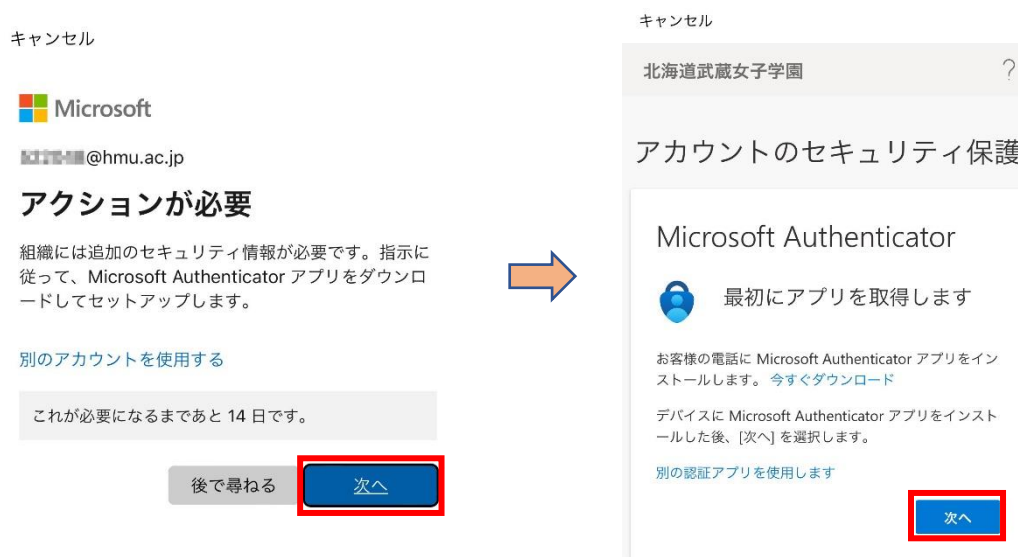 キャンセル
Microsoft
@hmu.ac.jp
アクションが必要
組織には追加のセキュリティ情報が必要です。指示に
従って、Microsoft Authenticator アプリをダウンロ
ードしてセットアップします。
別のアカウントを使用する
これが必要になるまであと 14 日です。
後で尋ねる
次へ
キャンセル
北海道武蔵女子学園
?
アカウントのセキュリティ保護
Microsoft Authenticator
最初にアプリを取得します
お客様の電話に Microsoft Authenticator アプリをイン
ストールします。 今すぐダウンロード
デバイスに Microsoft Authenticator アプリをインスト
ールした後、[次へ] を選択します。
別の認証アプリを使用します
次へ